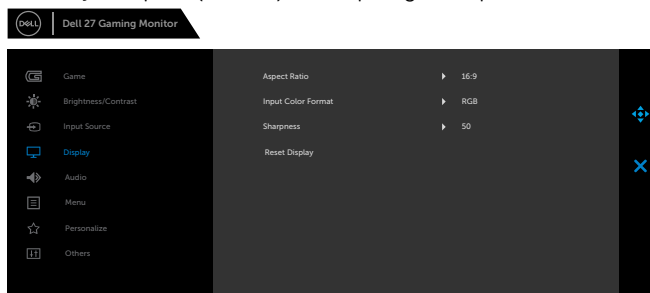 DELL
Dell 27 Gaming Monitor
Game
Aspect Ratio 16:9
Brightness/Contrast
Input Color Format RGB
Input Source
Sharpness 50
Display
Reset Display
Audio
Menu
Personalize
Others